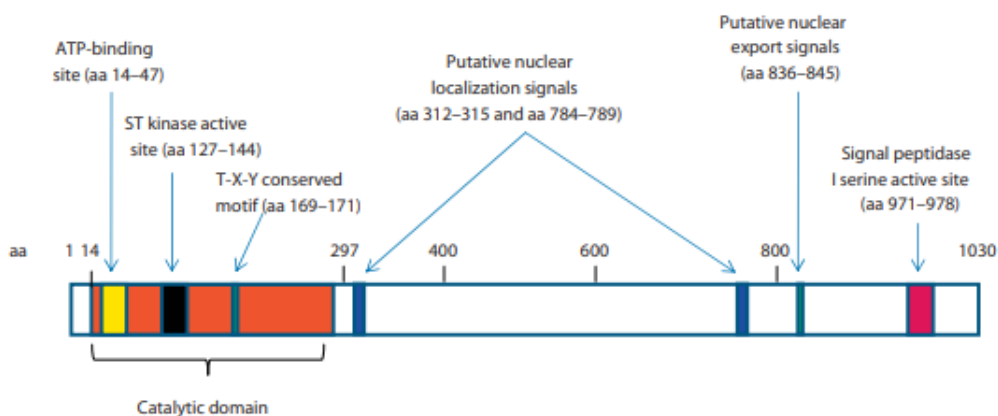 Putative nuclear
export signals
(aa 836–845)
ATP-binding
site (aa 14–47)
Putative nuclear
localization signals
(aa 312–315 and aa 784–789)
ST kinase active
site (aa 127–144)
Signal peptidase
I serine active site
(aa 971–978)
T-X-Y conserved
motif (aa 169–171)
aa 1 14 297 400 600 800 1030
Catalytic domain